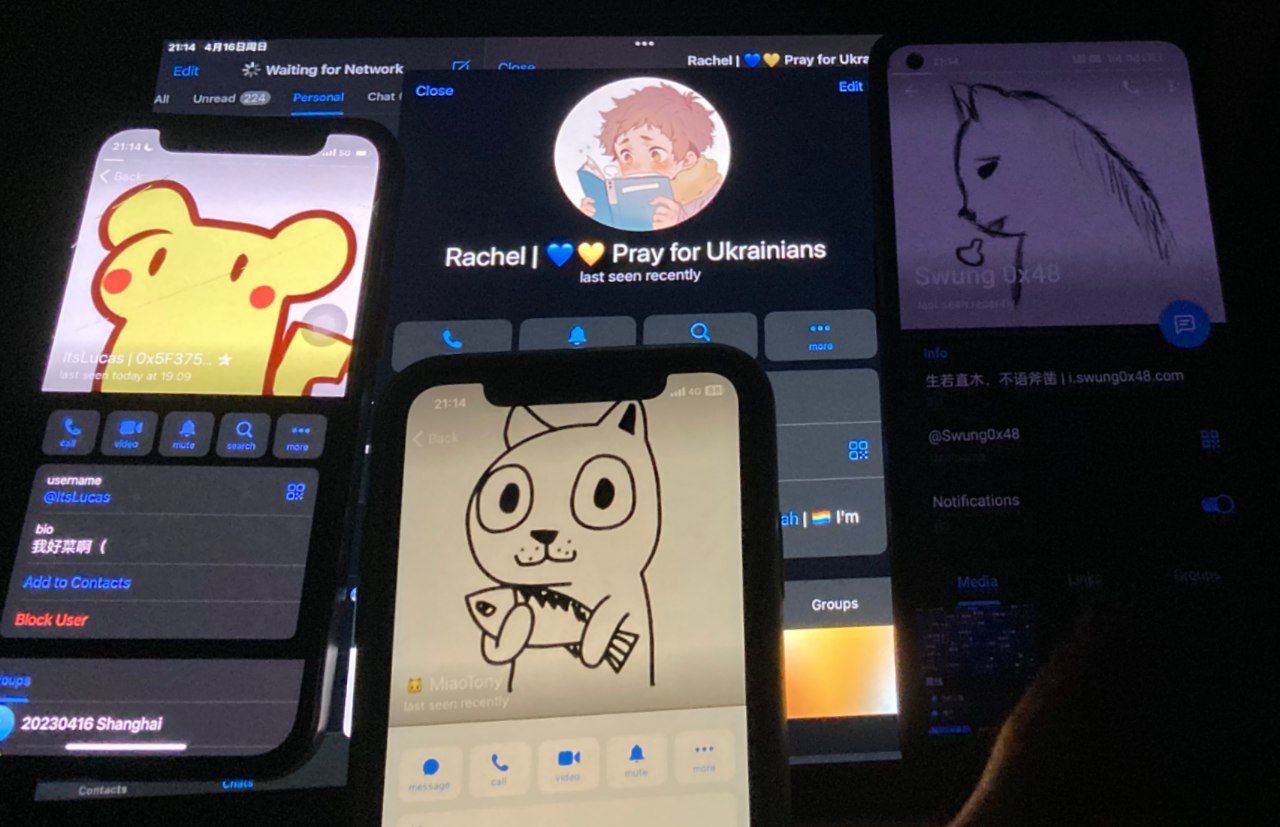 21:14 4月16日周日
Edit
Waiting for Network
Close
Rachel | 💙💛 Pray for Ukra
All
Unread 224
Personal
Chat
Close
Edit
Rachel | 💙💛 Pray for Ukrainians
last seen recently
more
ah | 🏳️‍🌈 I'm
Groups
Contacts
Chats
21:14
5G
Back
itsLucas | 0x5F375...
last seen today at 19:09
call
video
mute
search
more
username
@ItsLucas
bio
我好菜啊（
Add to Contacts
Block User
oups
20230416 Shanghai
21:14
4G 58
Back
🐱 MiaoTony
last seen recently
message
call
video
mute
more
21:14
Swung 0x48
last seen recently
Info
生若直木，不语斧凿 | i.swung0x48.com
@Swung0x48
Notifications
Media
Links
Groups